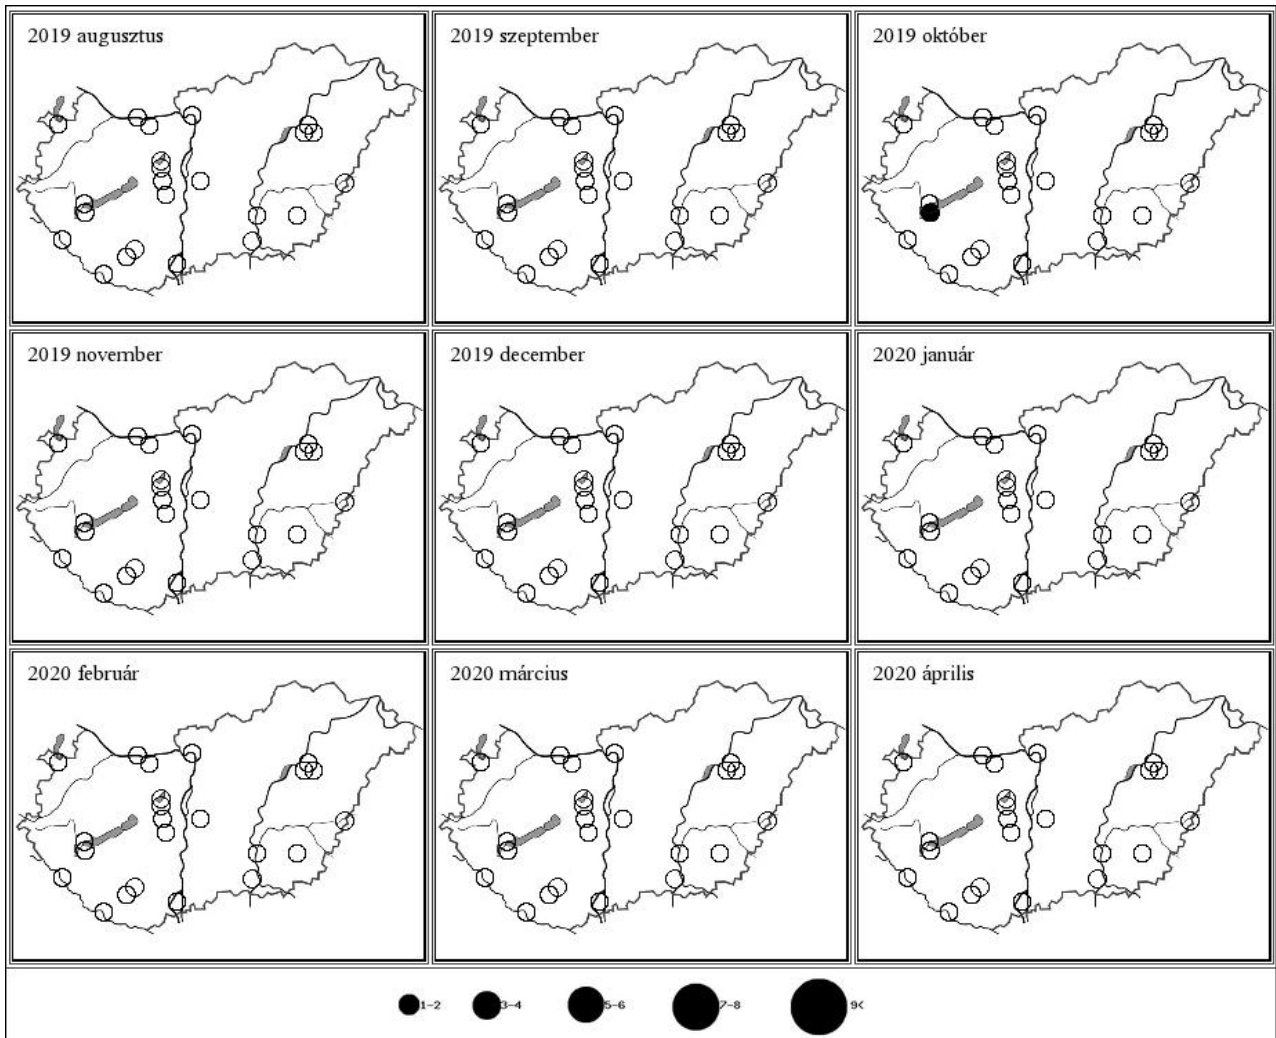 2019 augusztus
2019 szeptember
2019 október
2019 november
2019 december
2020 január
2020 február
2020 március
2020 április
1-2
3-4
5-6
7-8
9<